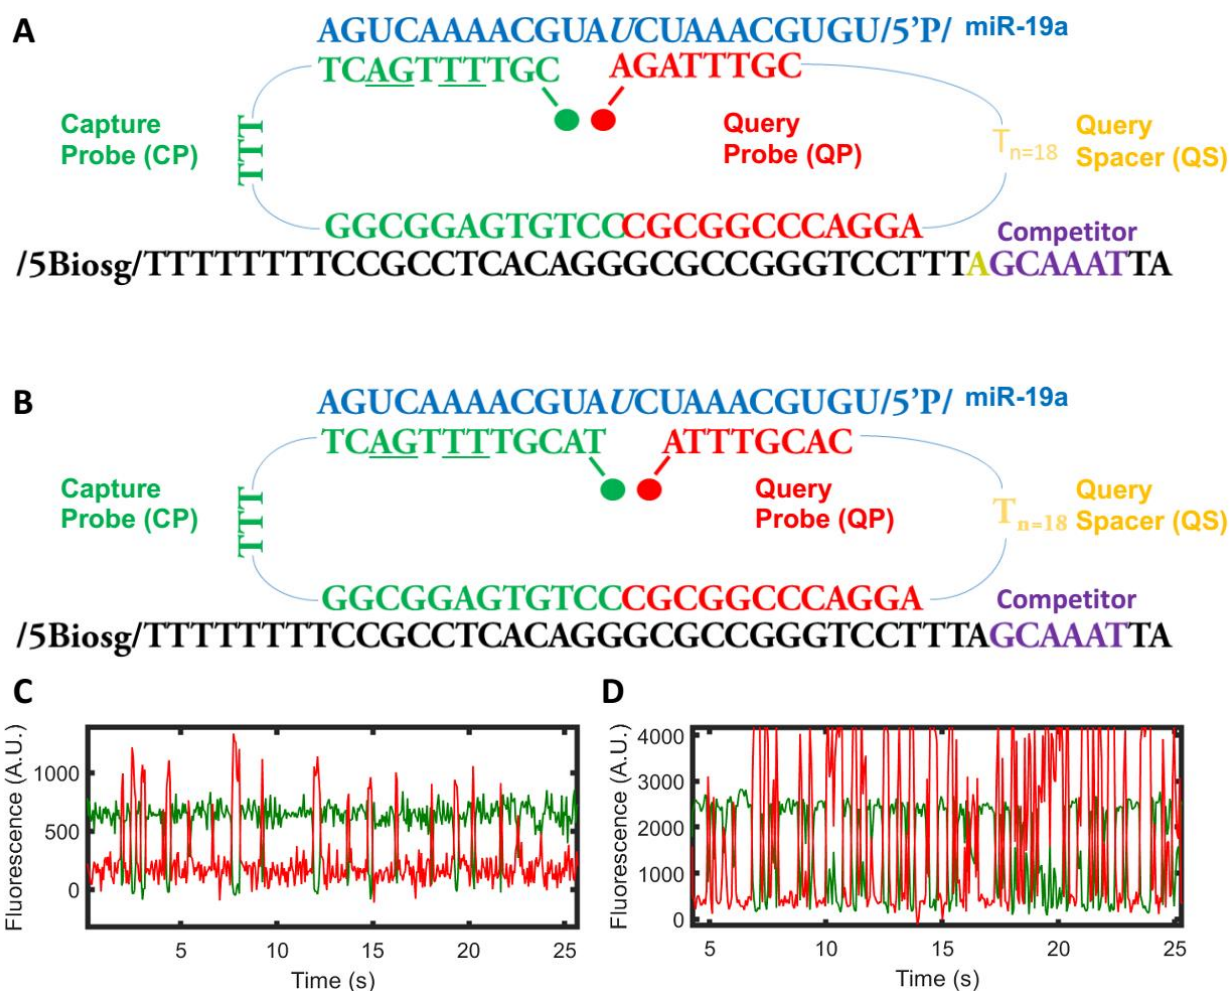 A
AGUCAAAACGUAUCUAAACGUGU/5'P/ miR-19a
TCAGTTTTGC AGATTTGC
Capture
Probe (CP)
TTT
Query
Probe (QP)
Tn=18
Query
Spacer (QS)
GGCGGAGTGTCCCGCGGCCCAGGA
Competitor
/5Biosg/TTTTTTTTCCGCCTCACAGGGCGCCGGGTCCTTTAGCAAATTA
B
AGUCAAAACGUAUCUAAACGUGU/5'P/ miR-19a
TCAGTTTTGCAT ATTTGCAC
Capture
Probe (CP)
TTT
Query
Probe (QP)
Tn=18
Query
Spacer (QS)
GGCGGAGTGTCCCGCGGCCCAGGA
Competitor
/5Biosg/TTTTTTTTCCGCCTCACAGGGCGCCGGGTCCTTTAGCAAATTA
C
Fluorescence (A.U.)
1000
500
0
5 10 15 20 25
Time (s)
D
Fluorescence (A.U.)
4000
3000
2000
1000
0
5 10 15 20 25
Time (s)